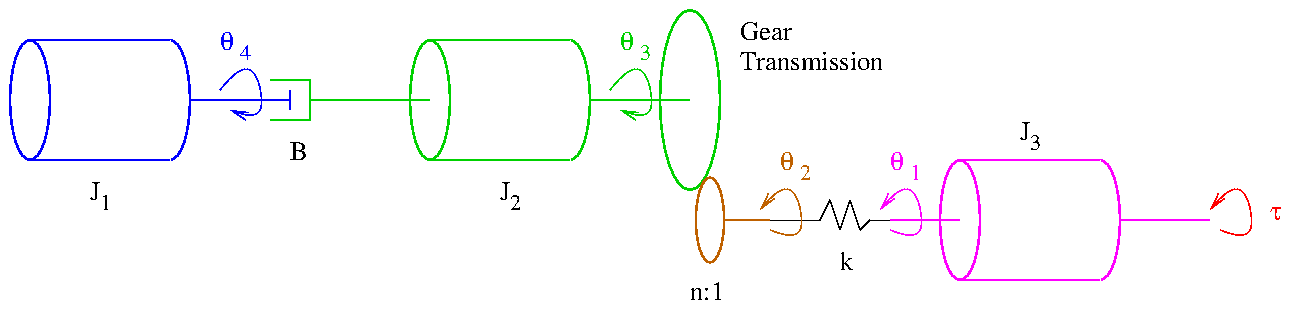 θ4
θ3
Gear
Transmission
B
J1
J2
θ2
θ1
J3
τ
k
n:1